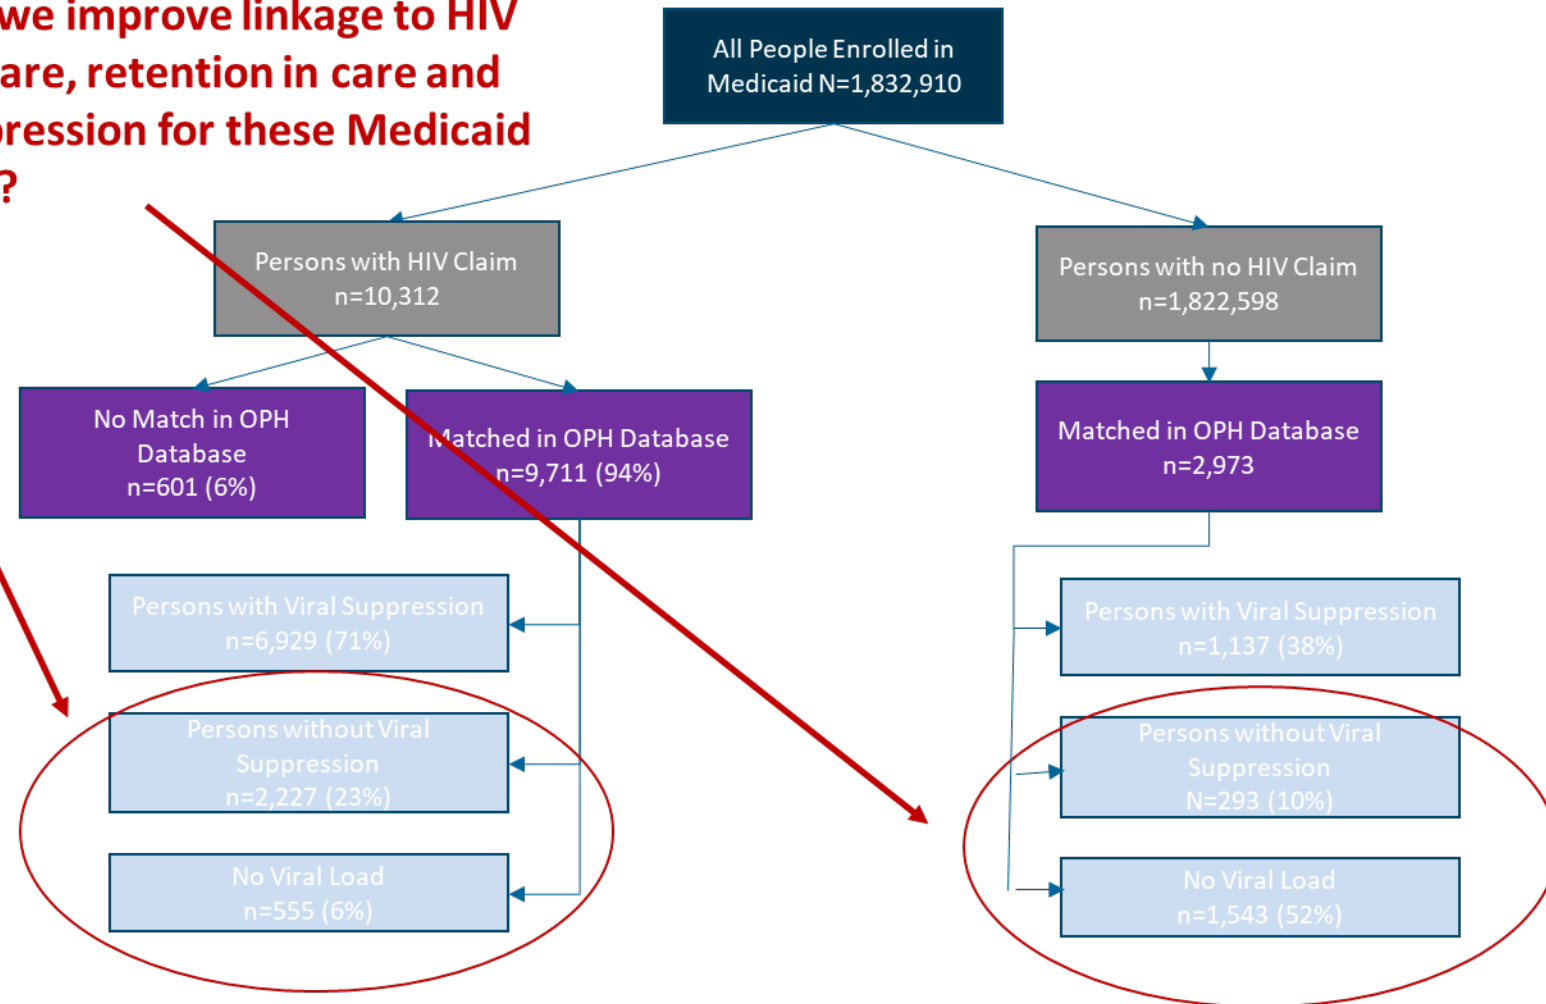 we improve linkage to HIV
are, retention in care and
pression for these Medicaid
?
All People Enrolled in
Medicaid N=1,832,910
Persons with HIV Claim
n=10,312
Persons with no HIV Claim
n=1,822,598
No Match in OPH
Database
n=601 (6%)
Matched in OPH Database
n=9,711 (94%)
Matched in OPH Database
n=2,973
Persons with Viral Suppression
n=6,929 (71%)
Persons without Viral
Suppression
n=2,227 (23%)
No Viral Load
n=555 (6%)
Persons with Viral Suppression
n=1,137 (38%)
Persons without Viral
Suppression
N=293 (10%)
No Viral Load
n=1,543 (52%)